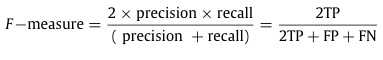 F−measure = 2 × precision × recall / ( precision + recall) = 2TP / 2TP + FP + FN